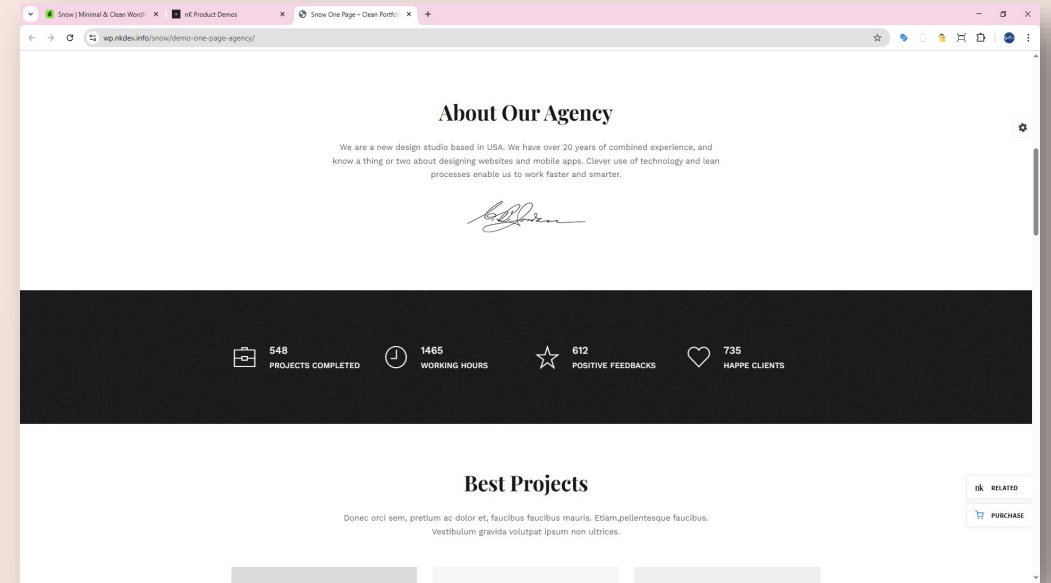 Snow | Minimal & Clean WordP
nK Product Demos
Snow One Page – Clean Portfol
wp.nkdev.info/snow/demo-one-page-agency/
About Our Agency
We are a new design studio based in USA. We have over 20 years of combined experience, and
know a thing or two about designing websites and mobile apps. Clever use of technology and lean
processes enable us to work faster and smarter.
548
PROJECTS COMPLETED
1465
WORKING HOURS
612
POSITIVE FEEDBACKS
735
HAPPE CLIENTS
Best Projects
Donec orci sem, pretium ac dolor et, faucibus faucibus mauris. Etiam,pellentesque faucibus.
Vestibulum gravida volutpat ipsum non ultrices.
nk RELATED
PURCHASE